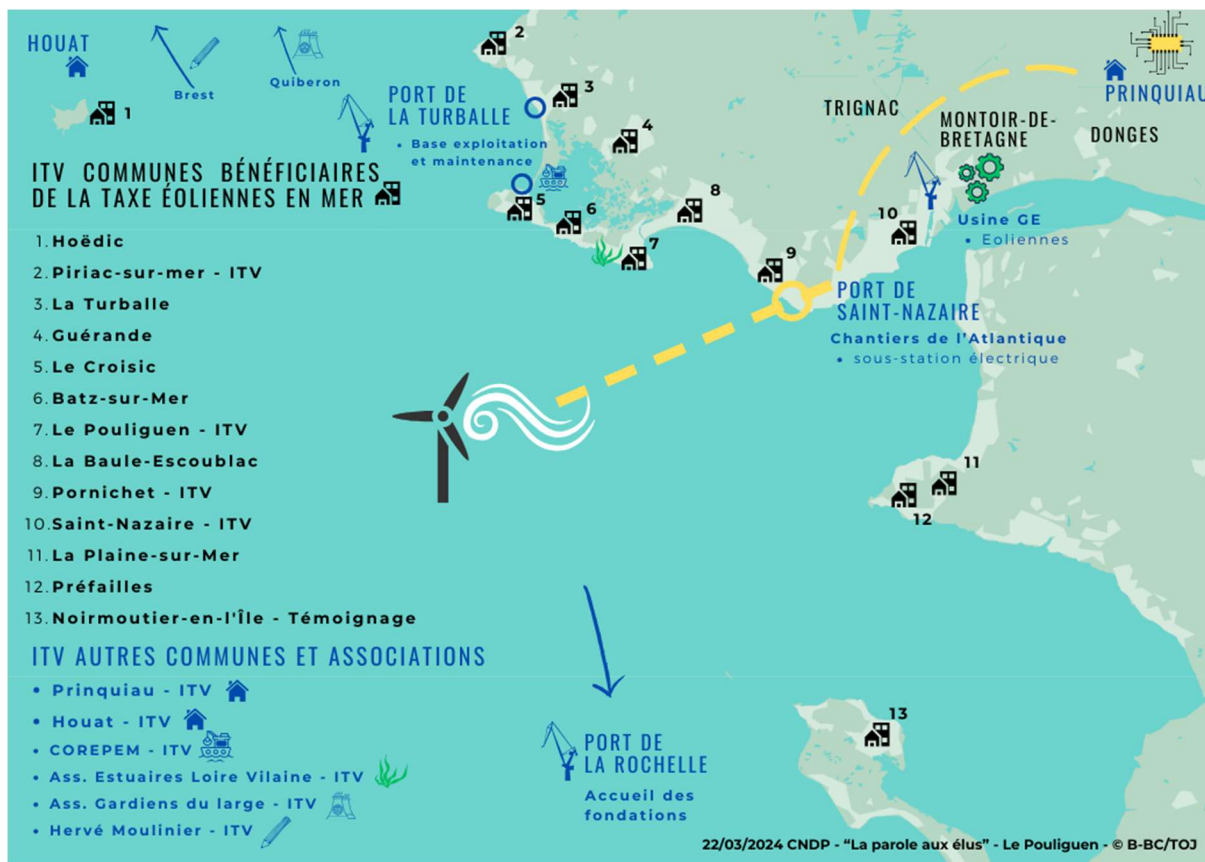 HOUAT
1
Brest
Quiberon
2
PORT DE
LA TURBALLE
• Base exploitation
et maintenance
3
4
5
6
7
8
9
10
TRIGNAC
MONTOIR-DE-
BRETAGNE
DONGES
PRINQUIAU
Usine GE
• Eoliennes
PORT DE
SAINT-NAZAIRE
Chantiers de l'Atlantique
• sous-station électrique
ITV COMMUNES BÉNÉFICIAIRES
DE LA TAXE ÉOLIENNES EN MER
1. Hoëdic
2. Piriac-sur-mer - ITV
3. La Turballe
4. Guérande
5. Le Croisic
6. Batz-sur-Mer
7. Le Pouliguen - ITV
8. La Baule-Escoublac
9. Pornichet - ITV
10. Saint-Nazaire - ITV
11. La Plaine-sur-Mer
12. Préfailles
13. Noirmoutier-en-l'Île - Témoignage
11
12
ITV AUTRES COMMUNES ET ASSOCIATIONS
• Prinquiau - ITV
• Houat - ITV
• COREPEM - ITV
• Ass. Estuaires Loire Vilaine - ITV
• Ass. Gardiens du large - ITV
• Hervé Moulinier - ITV
PORT DE
LA ROCHELLE
Accueil des
fondations
13
22/03/2024 CNDP - “La parole aux élus” - Le Pouliguen - © B-BC/TOJ